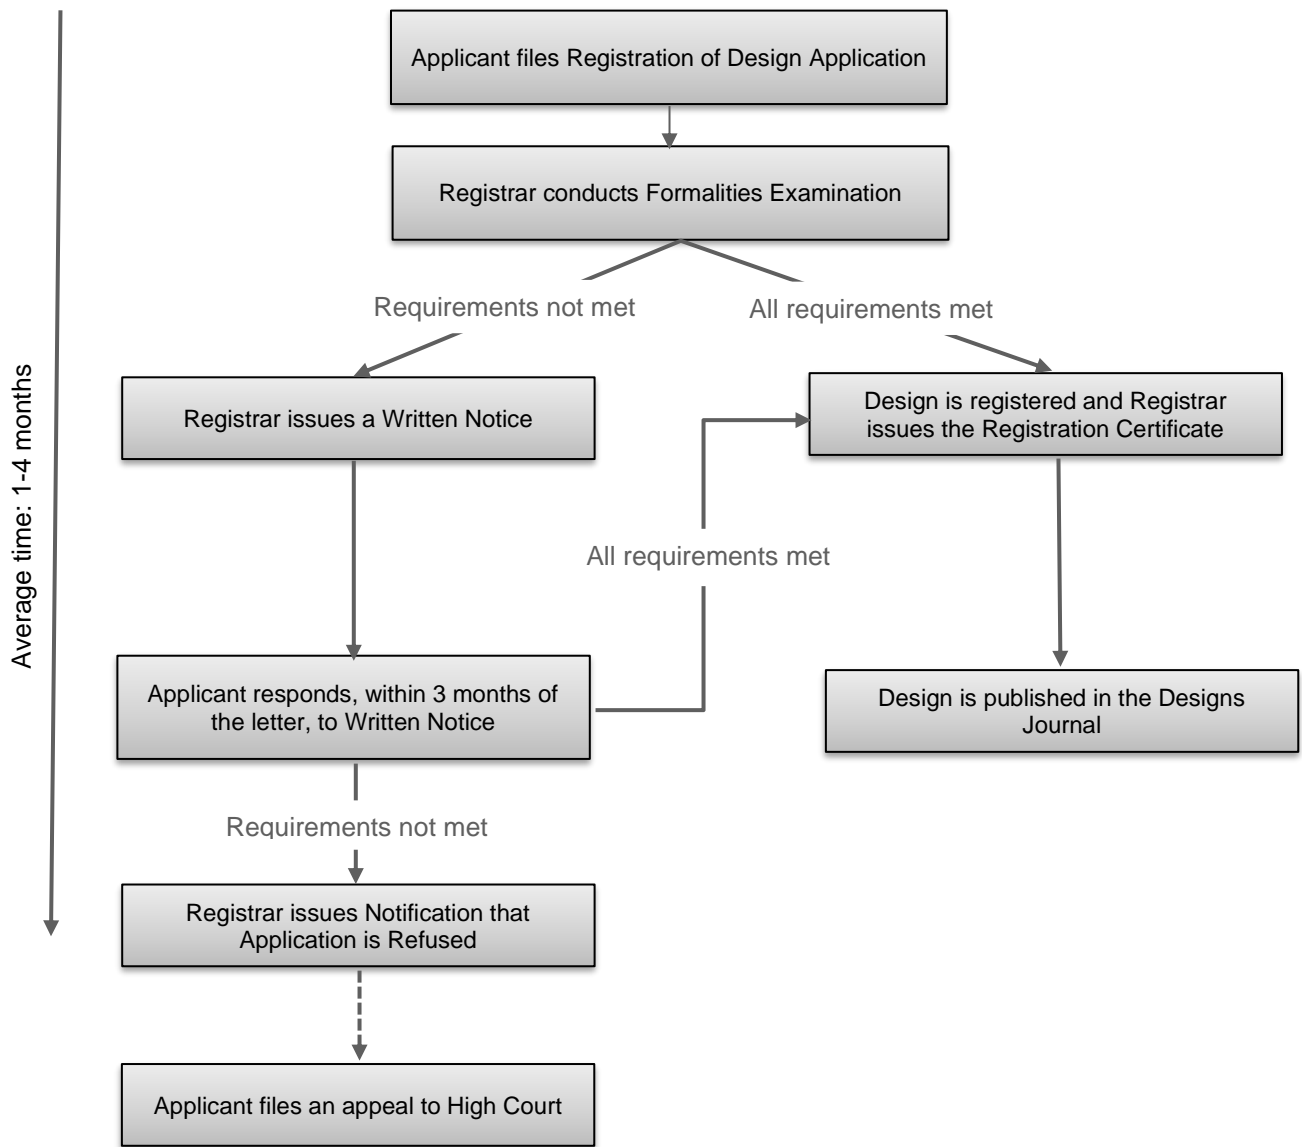 Applicant files Registration of Design Application
Registrar conducts Formalities Examination
Requirements not met
All requirements met
Average time: 1-4 months
Registrar issues a Written Notice
Design is registered and Registrar
issues the Registration Certificate
All requirements met
Applicant responds, within 3 months of
the letter, to Written Notice
Design is published in the Designs
Journal
Requirements not met
Registrar issues Notification that
Application is Refused
Applicant files an appeal to High Court